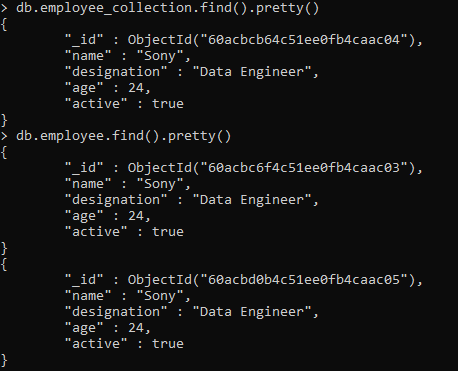 > db.employee_collection.find().pretty()
{
        "_id" : ObjectId("60acbcb64c51ee0fb4caac04"),
        "name" : "Sony",
        "designation" : "Data Engineer",
        "age" : 24,
        "active" : true
}
> db.employee.find().pretty()
{
        "_id" : ObjectId("60acbc6f4c51ee0fb4caac03"),
        "name" : "Sony",
        "designation" : "Data Engineer",
        "age" : 24,
        "active" : true
}
{
        "_id" : ObjectId("60acbd0b4c51ee0fb4caac05"),
        "name" : "Sony",
        "designation" : "Data Engineer",
        "age" : 24,
        "active" : true
}